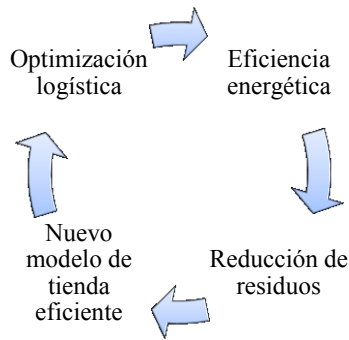 Optimización
logística
Eficiencia
energética
Reducción de
residuos
Nuevo
modelo de
tienda
eficiente